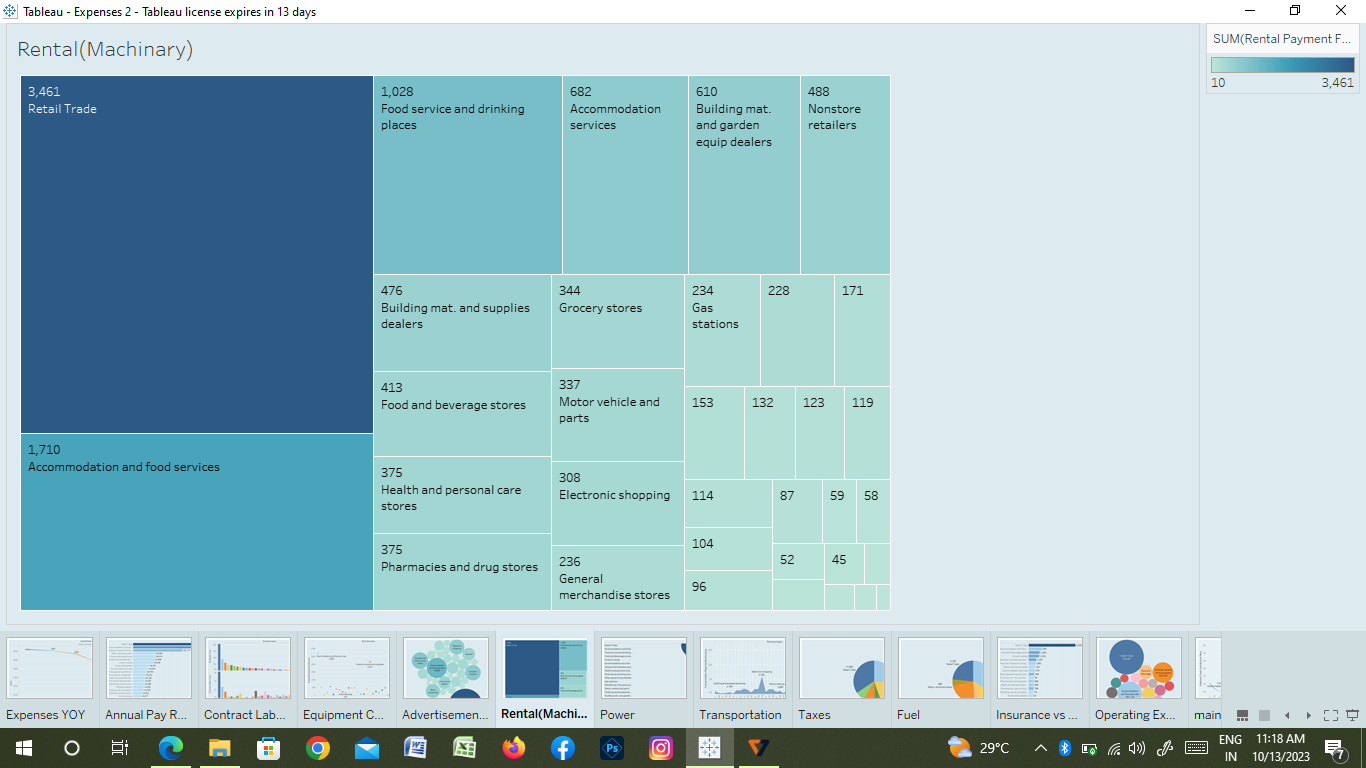 Tableau - Expenses 2 - Tableau license expires in 13 days
Rental(Machinary)
SUM(Rental Payment F...
10 3,461
3,461
Retail Trade
1,710
Accommodation and food services
1,028
Food service and drinking
places
682
Accommodation
services
610
Building mat.
and garden
equip dealers
488
Nonstore
retailers
476
Building mat. and supplies
dealers
413
Food and beverage stores
375
Health and personal care
stores
375
Pharmacies and drug stores
344
Grocery stores
337
Motor vehicle and
parts
308
Electronic shopping
236
General
merchandise stores
234
Gas
stations
228
171
153
132
123
119
114
104
96
87
59
58
52
45
Expenses YOY
Annual Pay R...
Contract Lab...
Equipment C...
Advertisemen...
Rental(Machi...
Power
Transportation
Taxes
Fuel
Insurance vs ...
Operating Ex...
main
29°C
ENG
IN
11:18 AM
10/13/2023
7